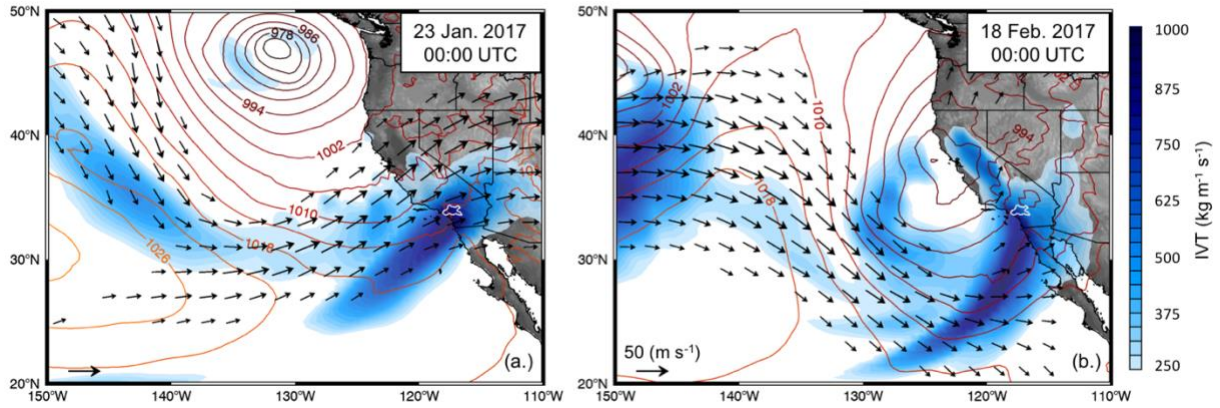 50°N
40°N
30°N
20°N
150°W
140°W
130°W
120°W
110°W
23 Jan. 2017
00:00 UTC
978
986
994
1002
1010
1018
1026
(a.)
18 Feb. 2017
00:00 UTC
50°N
40°N
30°N
20°N
150°W
140°W
130°W
120°W
110°W
1002
1010
1018
994
50 (m s⁻¹)
(b.)
1000
875
750
625
500
375
250
IVT (kg m⁻¹ s⁻¹)